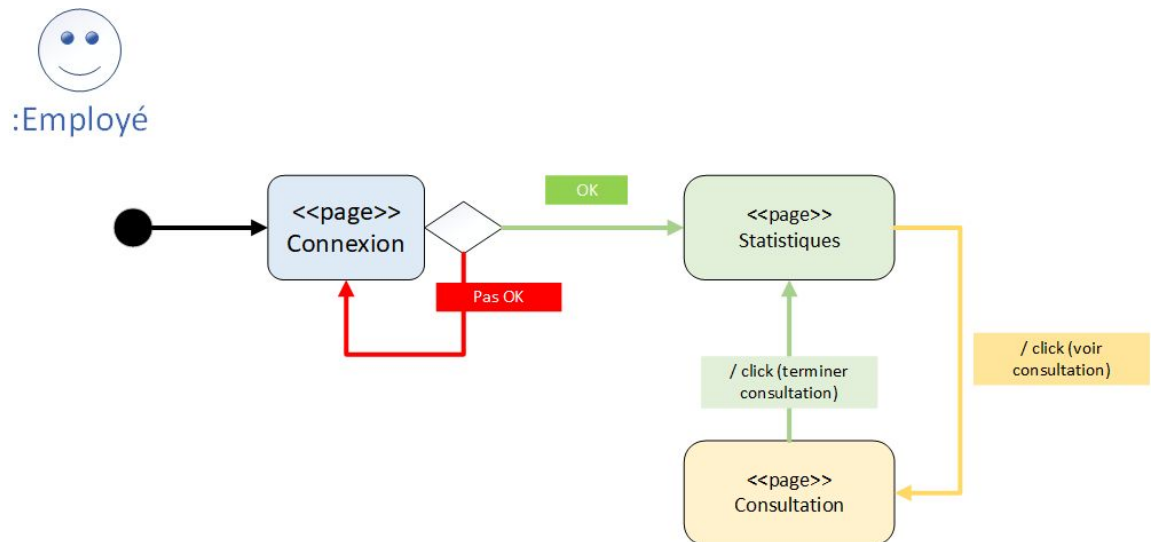 :Employé
<<page>>
Connexion
OK
Pas OK
<<page>>
Statistiques
/ click (terminer
consultation)
/ click (voir
consultation)
<<page>>
Consultation